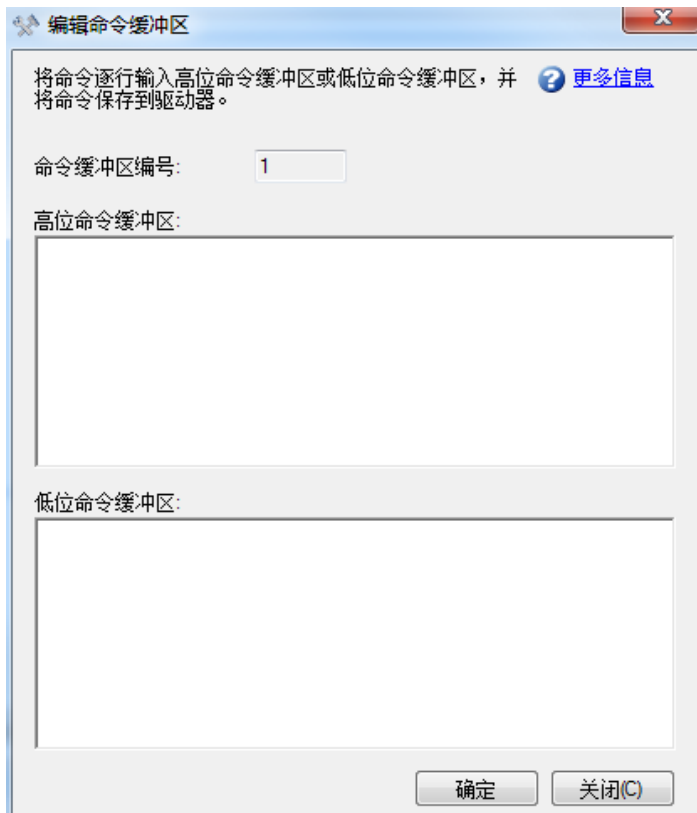 编辑命令缓冲区
将命令逐行输入高位命令缓冲区或低位命令缓冲区，并
将命令保存到驱动器。
更多信息
命令缓冲区编号:
1
高位命令缓冲区:
低位命令缓冲区:
确定
关闭(C)